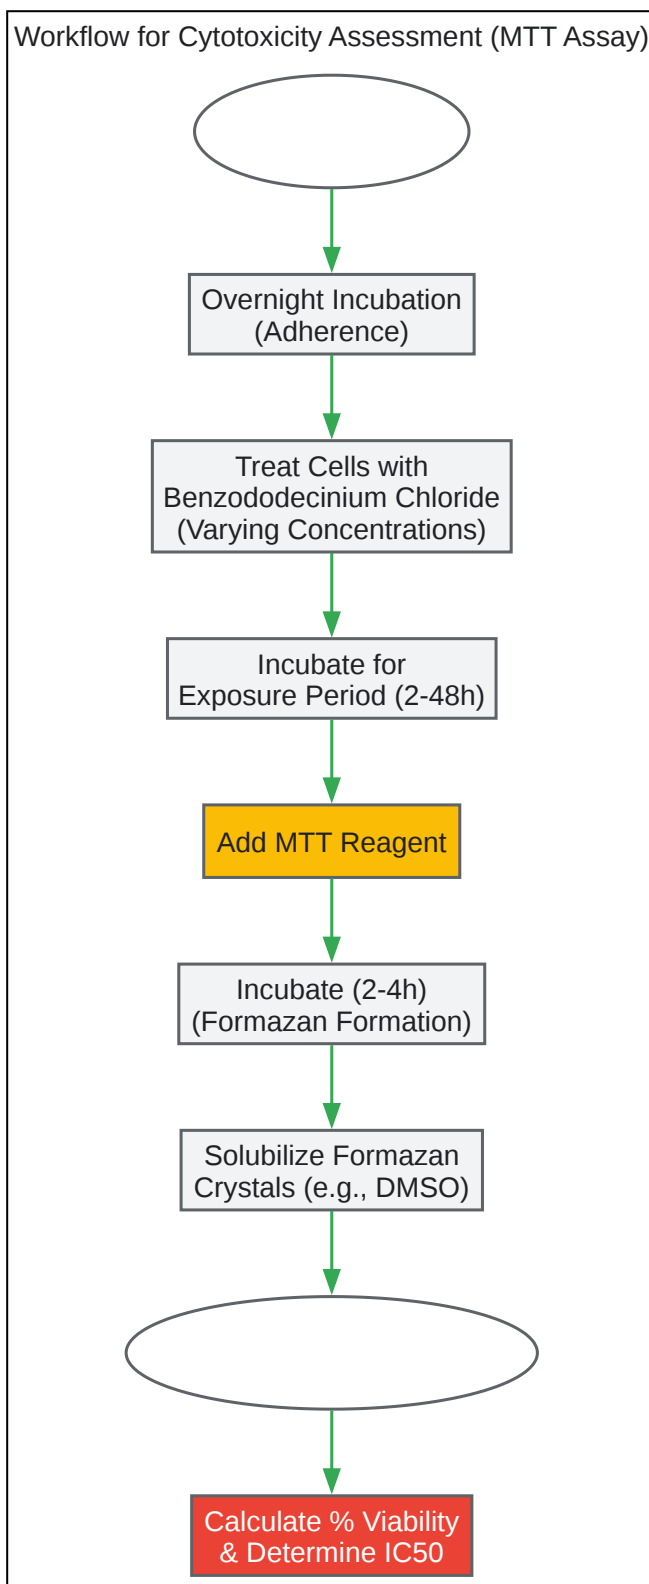 Workflow for Cytotoxicity Assessment (MTT Assay)
Overnight Incubation
(Adherence)
Treat Cells with
Benzododecinium Chloride
(Varying Concentrations)
Incubate for
Exposure Period (2-48h)
Add MTT Reagent
Incubate (2-4h)
(Formazan Formation)
Solubilize Formazan
Crystals (e.g., DMSO)
Calculate % Viability
& Determine IC50